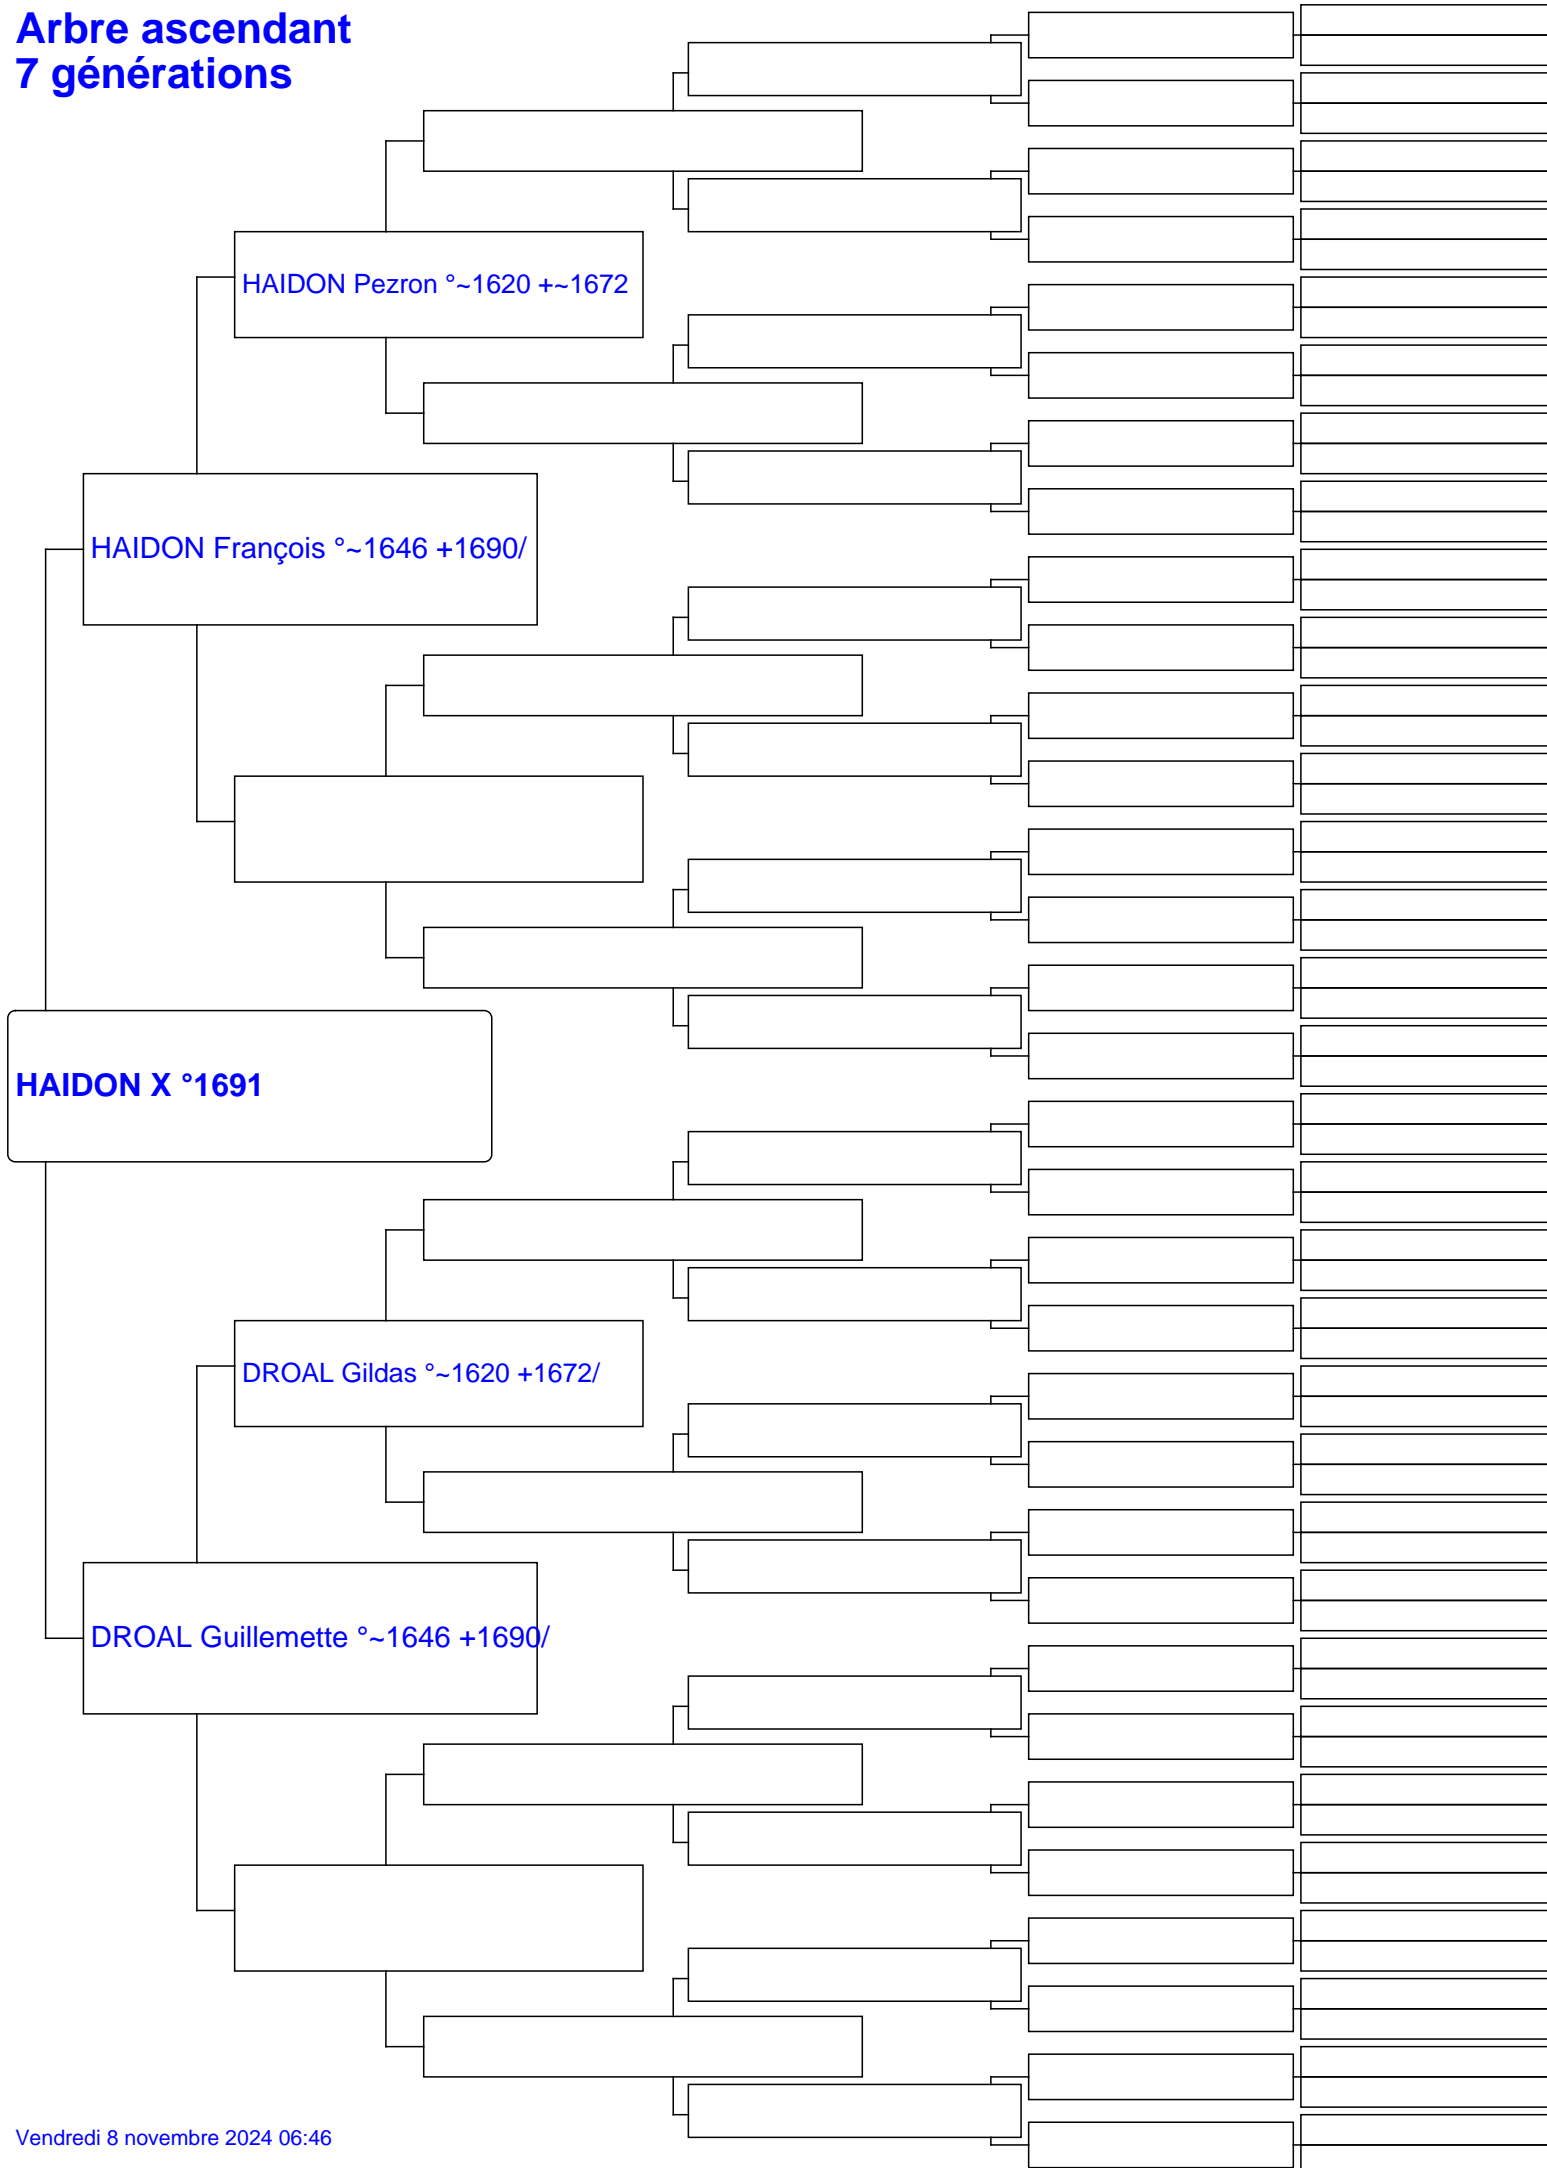 Arbre ascendant
7 générations
HAIDON Pezron °~1620 +~1672
HAIDON François °~1646 +1690/
HAIDON X °1691
DROAL Gildas °~1620 +1672/
DROAL Guillemette °~1646 +1690/
Vendredi 8 novembre 2024 06:46